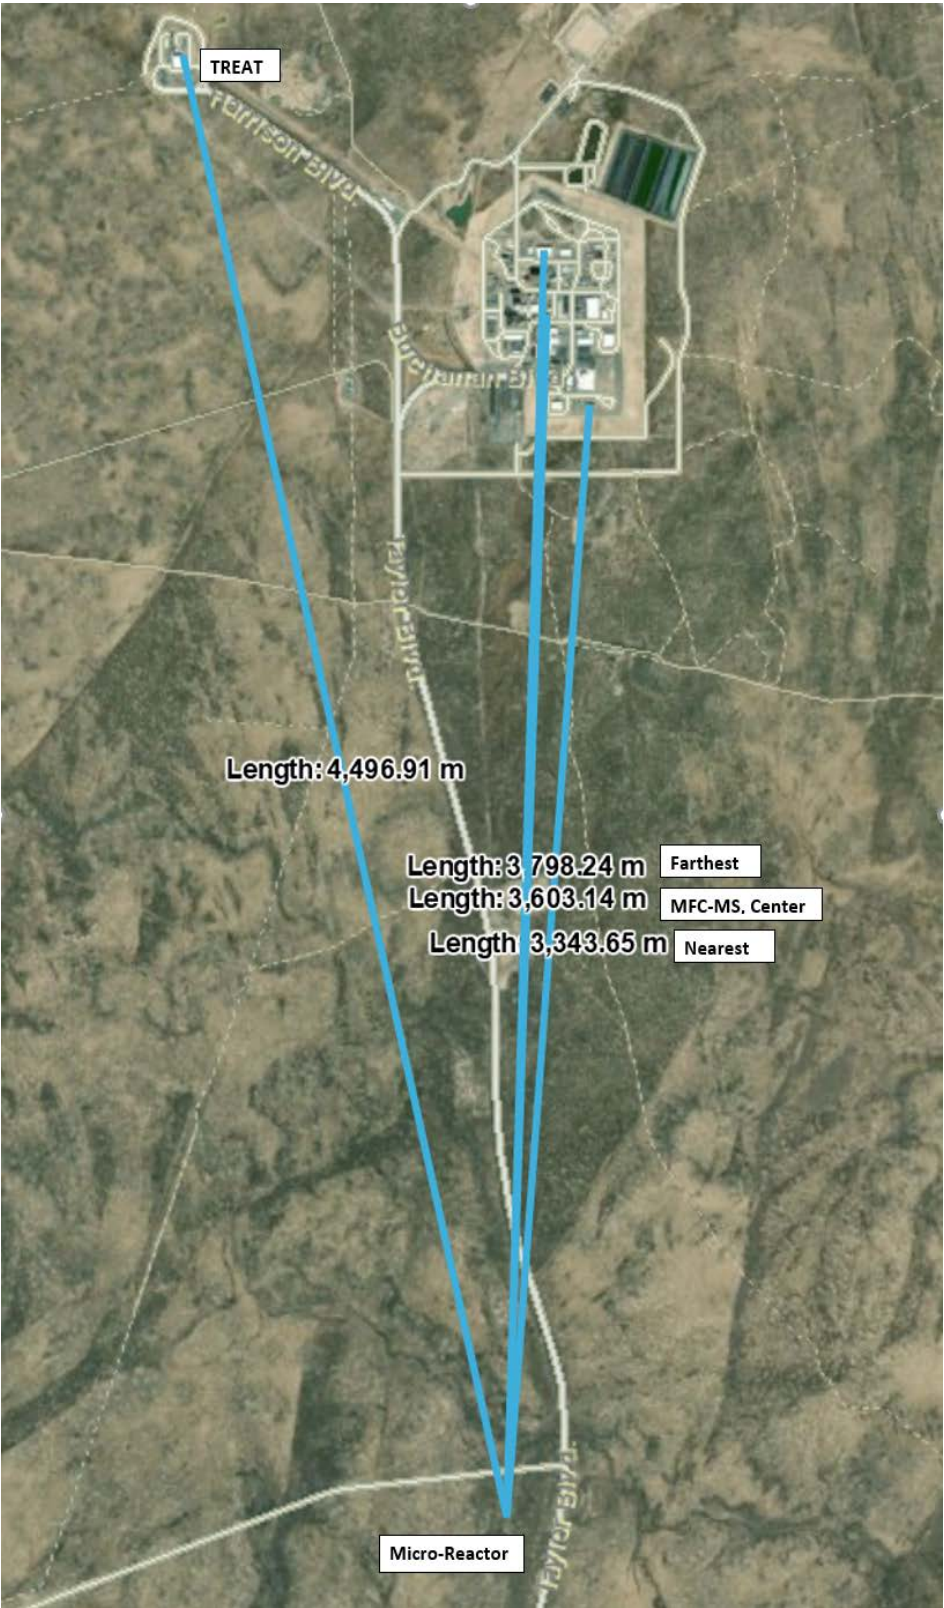 TREAT
Harrison Blvd
Buchanan Blvd
Taylor Blvd
Length: 4,496.91 m
Length: 3,798.24 m
Farthest
Length: 3,603.14 m
MFC-MS, Center
Length: 3,343.65 m
Nearest
Micro-Reactor
Taylor Blvd.